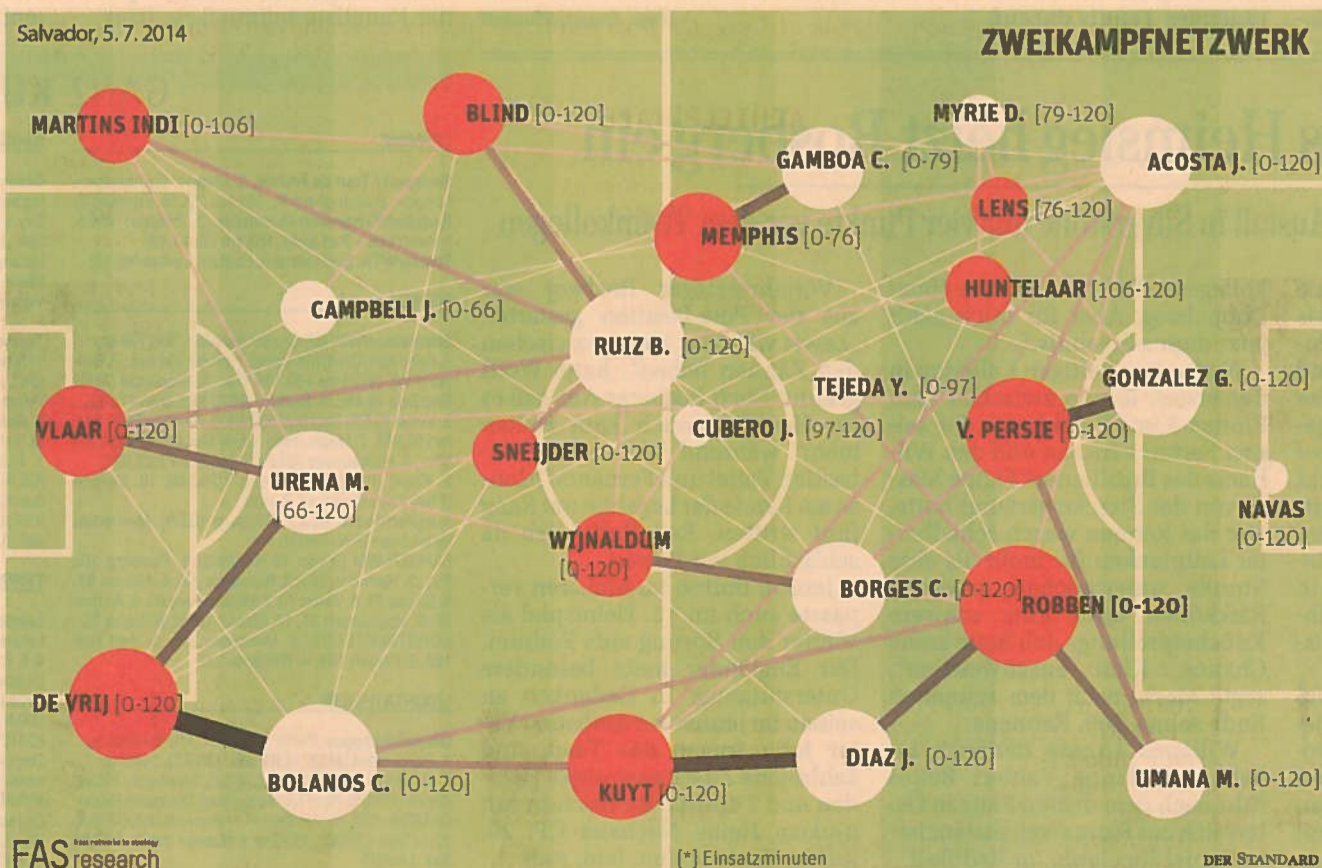 Salvador, 5. 7. 2014
ZWEIKAMPFNETZWERK
MARTINS INDI [0-106]
BLIND [0-120]
MYRIE D. [79-120]
GAMBOA C. [0-79]
ACOSTA J. [0-120]
LENS [76-120]
MEMPHIS [0-76]
HUNTELAAR [106-120]
CAMPBELL J. [0-66]
RUIZ B. [0-120]
TEJEDA Y. [0-97]
GONZALEZ G. [0-120]
VLAAR [0-120]
CUBERO J. [97-120]
V. PERSIE [0-120]
SNEIJDER [0-120]
URENA M.
[66-120]
NAVAS
[0-120]
WIJNALDUM
[0-120]
BORGES C. [0-120]
ROBBEN [0-120]
DE VRIJ [0-120]
BOLANOS C. [0-120]
KUYT [0-120]
DIAZ J. [0-120]
UMANA M. [0-120]
from networks to strategy
FAS research
[*] Einsatzminuten
DER STANDARD